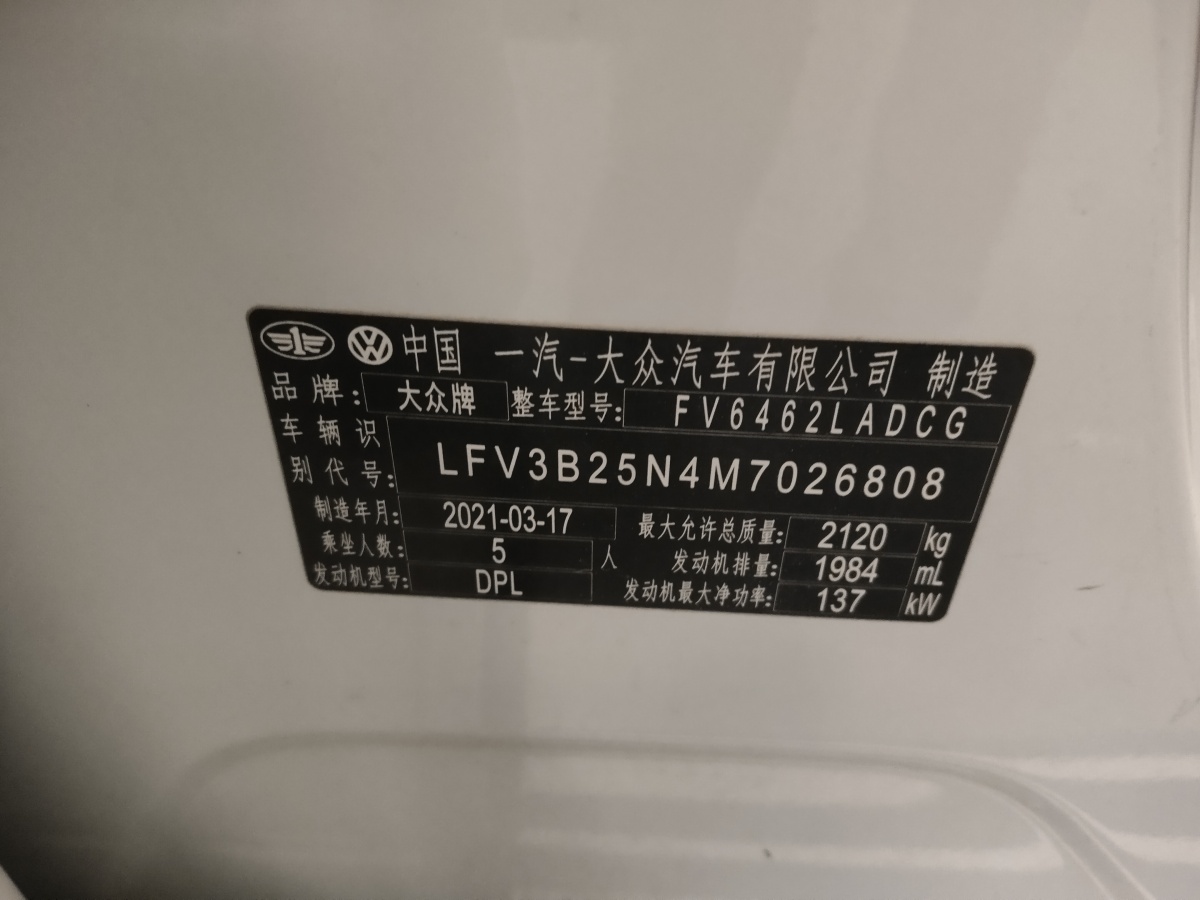 中国 一汽-大众汽车有限公司 制造
品牌: 大众牌 整车型号: FV6462LADCG
车辆识别代号: LFV3B25N4M7026808
制造年月: 2021-03-17 最大允许总质量: 2120 kg
乘坐人数: 5 人 发动机排量: 1984 mL
发动机型号: DPL 发动机最大净功率: 137 kW